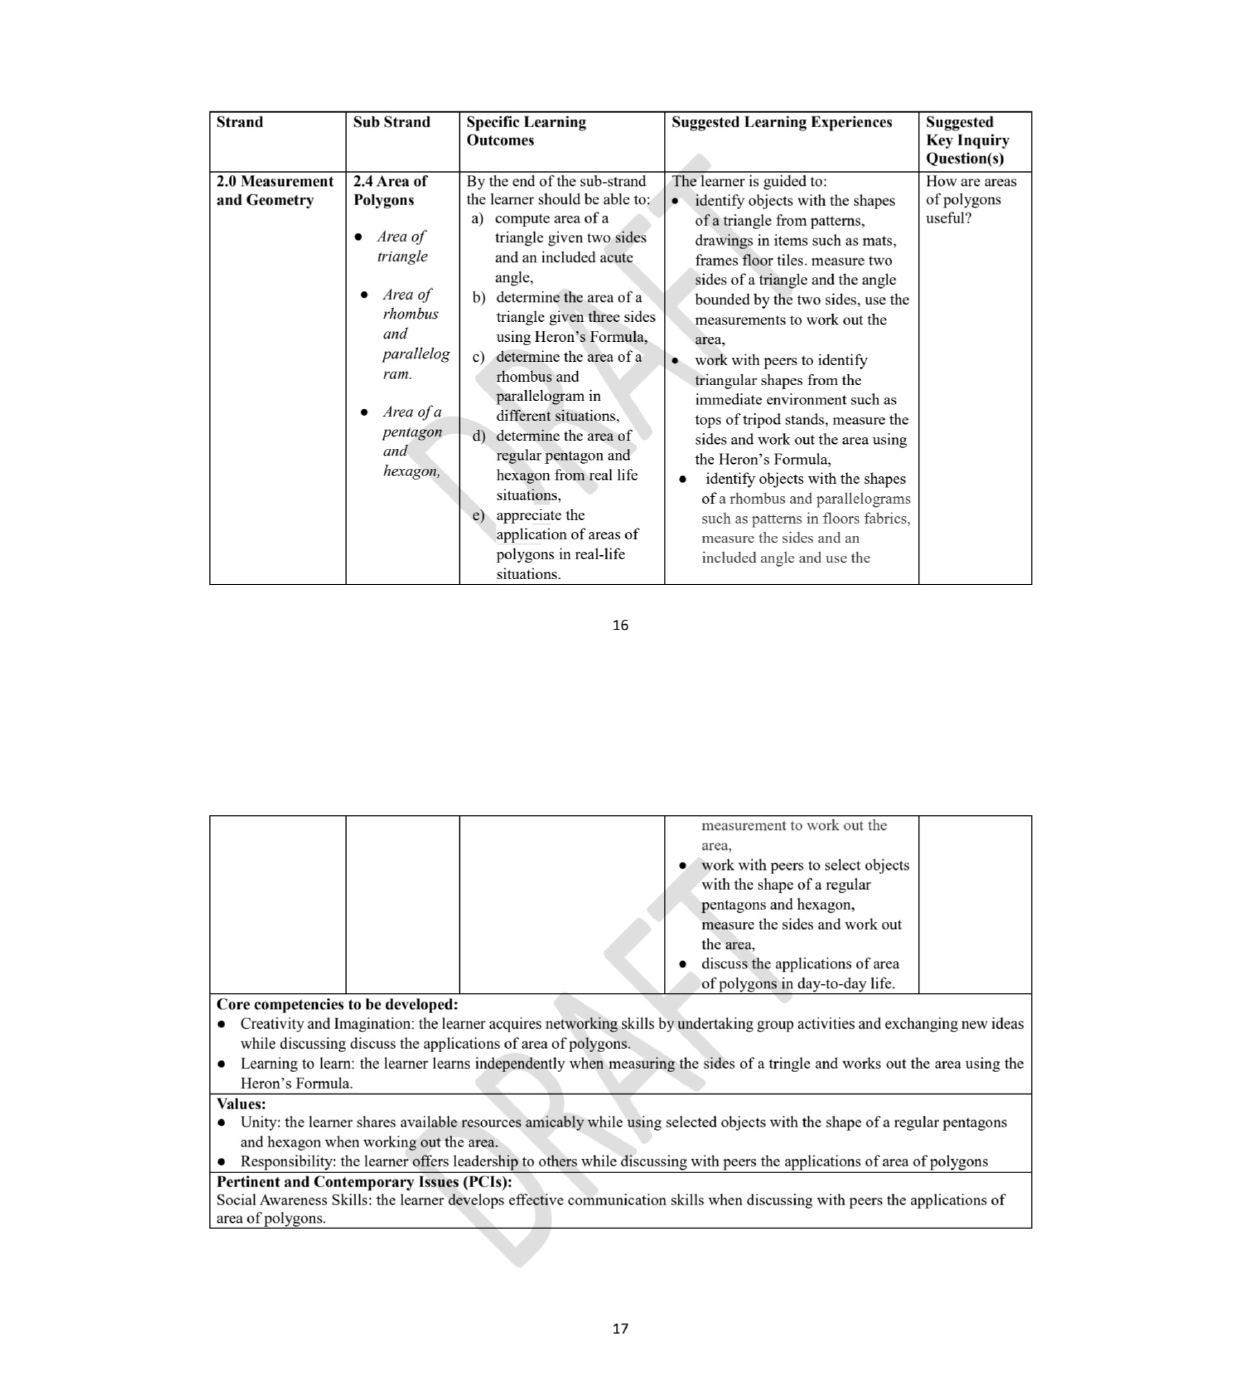 Strand
Sub Strand
Specific Learning
Outcomes
Suggested Learning Experiences
Suggested
Key Inquiry
Question(s)
2.0 Measurement
and Geometry
2.4 Area of
Polygons
● Area of
triangle
● Area of
rhombus
and
parallelog
ram.
● Area of a
pentagon
and
hexagon,
By the end of the sub-strand
the learner should be able to:
a) compute area of a
triangle given two sides
and an included acute
angle,
b) determine the area of a
triangle given three sides
using Heron's Formula,
c) determine the area of a
rhombus and
parallelogram in
different situations,
d) determine the area of
regular pentagon and
hexagon from real life
situations,
e) appreciate the
application of areas of
polygons in real-life
situations.
The learner is guided to:
● identify objects with the shapes
of a triangle from patterns,
drawings in items such as mats,
frames floor tiles. measure two
sides of a triangle and the angle
bounded by the two sides, use the
measurements to work out the
area,
● work with peers to identify
triangular shapes from the
immediate environment such as
tops of tripod stands, measure the
sides and work out the area using
the Heron's Formula,
● identify objects with the shapes
of a rhombus and parallelograms
such as patterns in floors fabrics,
measure the sides and an
included angle and use the
How are areas
of polygons
useful?
DRAFT
16
measurement to work out the
area,
● work with peers to select objects
with the shape of a regular
pentagons and hexagon,
measure the sides and work out
the area,
● discuss the applications of area
of polygons in day-to-day life.
Core competencies to be developed:
● Creativity and Imagination: the learner acquires networking skills by undertaking group activities and exchanging new ideas
while discussing discuss the applications of area of polygons.
● Learning to learn: the learner learns independently when measuring the sides of a tringle and works out the area using the
Heron's Formula.
Values:
● Unity: the learner shares available resources amicably while using selected objects with the shape of a regular pentagons
and hexagon when working out the area.
● Responsibility: the learner offers leadership to others while discussing with peers the applications of area of polygons
Pertinent and Contemporary Issues (PCIs):
Social Awareness Skills: the learner develops effective communication skills when discussing with peers the applications of
area of polygons.
DRAFT
17